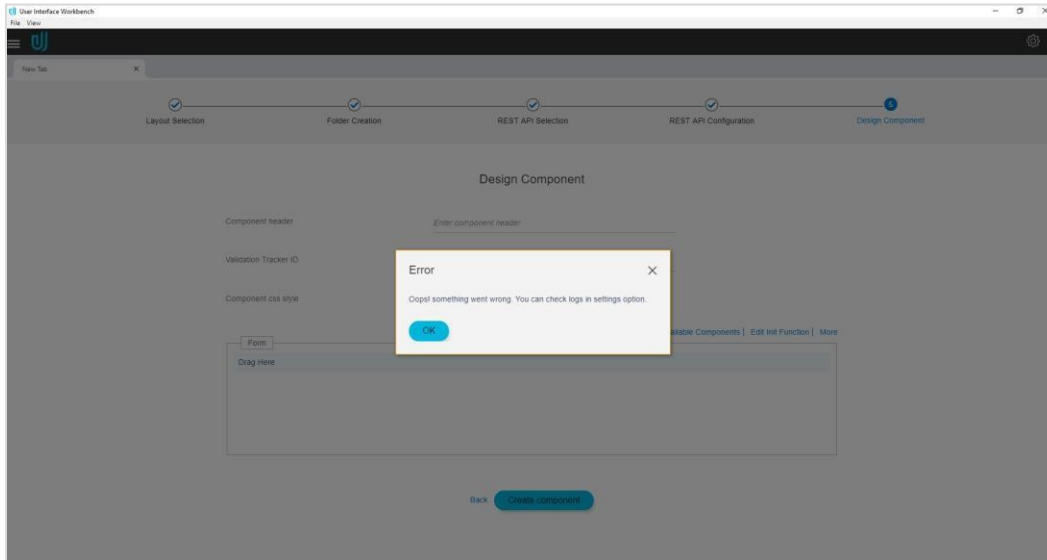 User Interface Workbench
File View
New Tab
Layout Selection
Folder Creation
REST API Selection
REST API Configuration
5
Design Component
Design Component
Component header
Enter component header
Validation Tracker ID
Component css style
Error
Oops! something went wrong. You can check logs in settings option.
OK
Components | Edit Init Function | More
Form
Drag Here
Back
Create component